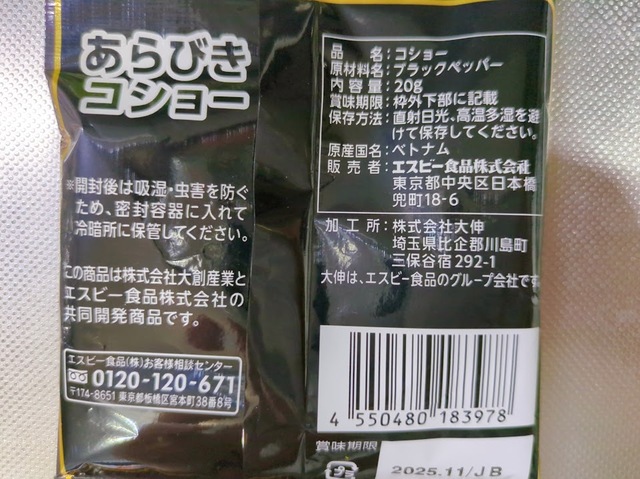 あらびき
コショー
※開封後は吸湿・虫害を防ぐ
ため、密封容器に入れて
冷暗所に保管してください。
この商品は株式会社大創産業と
エスビー食品株式会社の
共同開発商品です。
エスビー食品(株)お客様相談センター
0120-120-671
〒174-8651 東京都板橋区宮本町38番8号
品名:コショー
原材料名:ブラックペッパー
内容量:20g
賞味期限:枠外下部に記載
保存方法:直射日光、高温多湿を避
けて保存してください。
原産国名:ベトナム
販売者:エスビー食品株式会社
東京都中央区日本橋
兜町18-6
加工所:株式会社大伸
埼玉県比企郡川島町
三保谷宿292-1
大伸は、エスビー食品のグループ会社です
4 550480 183978
賞味期限
2025.11/JB